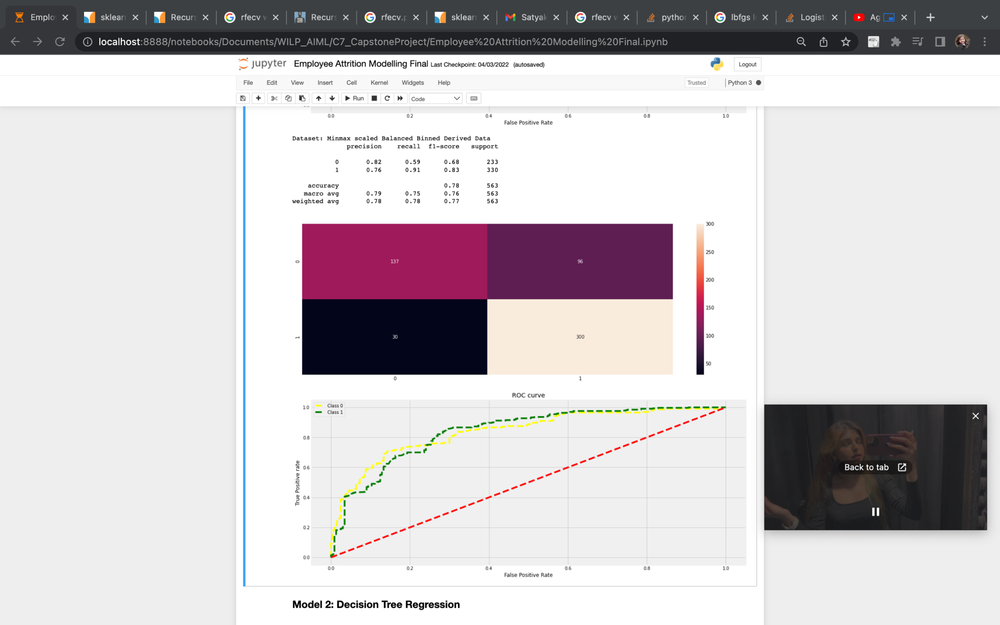 Emplo
sklearn
Recurs
rfecv v
Recurs
rfecv.p
sklearn
Satyak
rfecv v
python
lbfgs l
Logisti
Ag
localhost:8888/notebooks/Documents/WILP_AIML/C7_CapstoneProject/Employee%20Attrition%20Modelling%20Final.ipynb
jupyter Employee Attrition Modelling Final Last Checkpoint: 04/03/2022 (autosaved)
Logout
File Edit View Insert Cell Kernel Widgets Help
Trusted
Python 3
Run
Code
0.0 0.2 0.4 0.6 0.8 1.0
False Positive Rate
Dataset: Minmax scaled Balanced Binned Derived Data
precision recall f1-score support
0 0.82 0.59 0.68 233
1 0.76 0.91 0.83 330
accuracy 0.78 563
macro avg 0.79 0.75 0.76 563
weighted avg 0.78 0.78 0.77 563
0
137
96
1
30
300
0
1
300
250
200
150
100
50
ROC curve
Class 0
Class 1
True Positive rate
1.0
0.8
0.6
0.4
0.2
0.0
0.0 0.2 0.4 0.6 0.8 1.0
False Positive Rate
Back to tab
Model 2: Decision Tree Regression